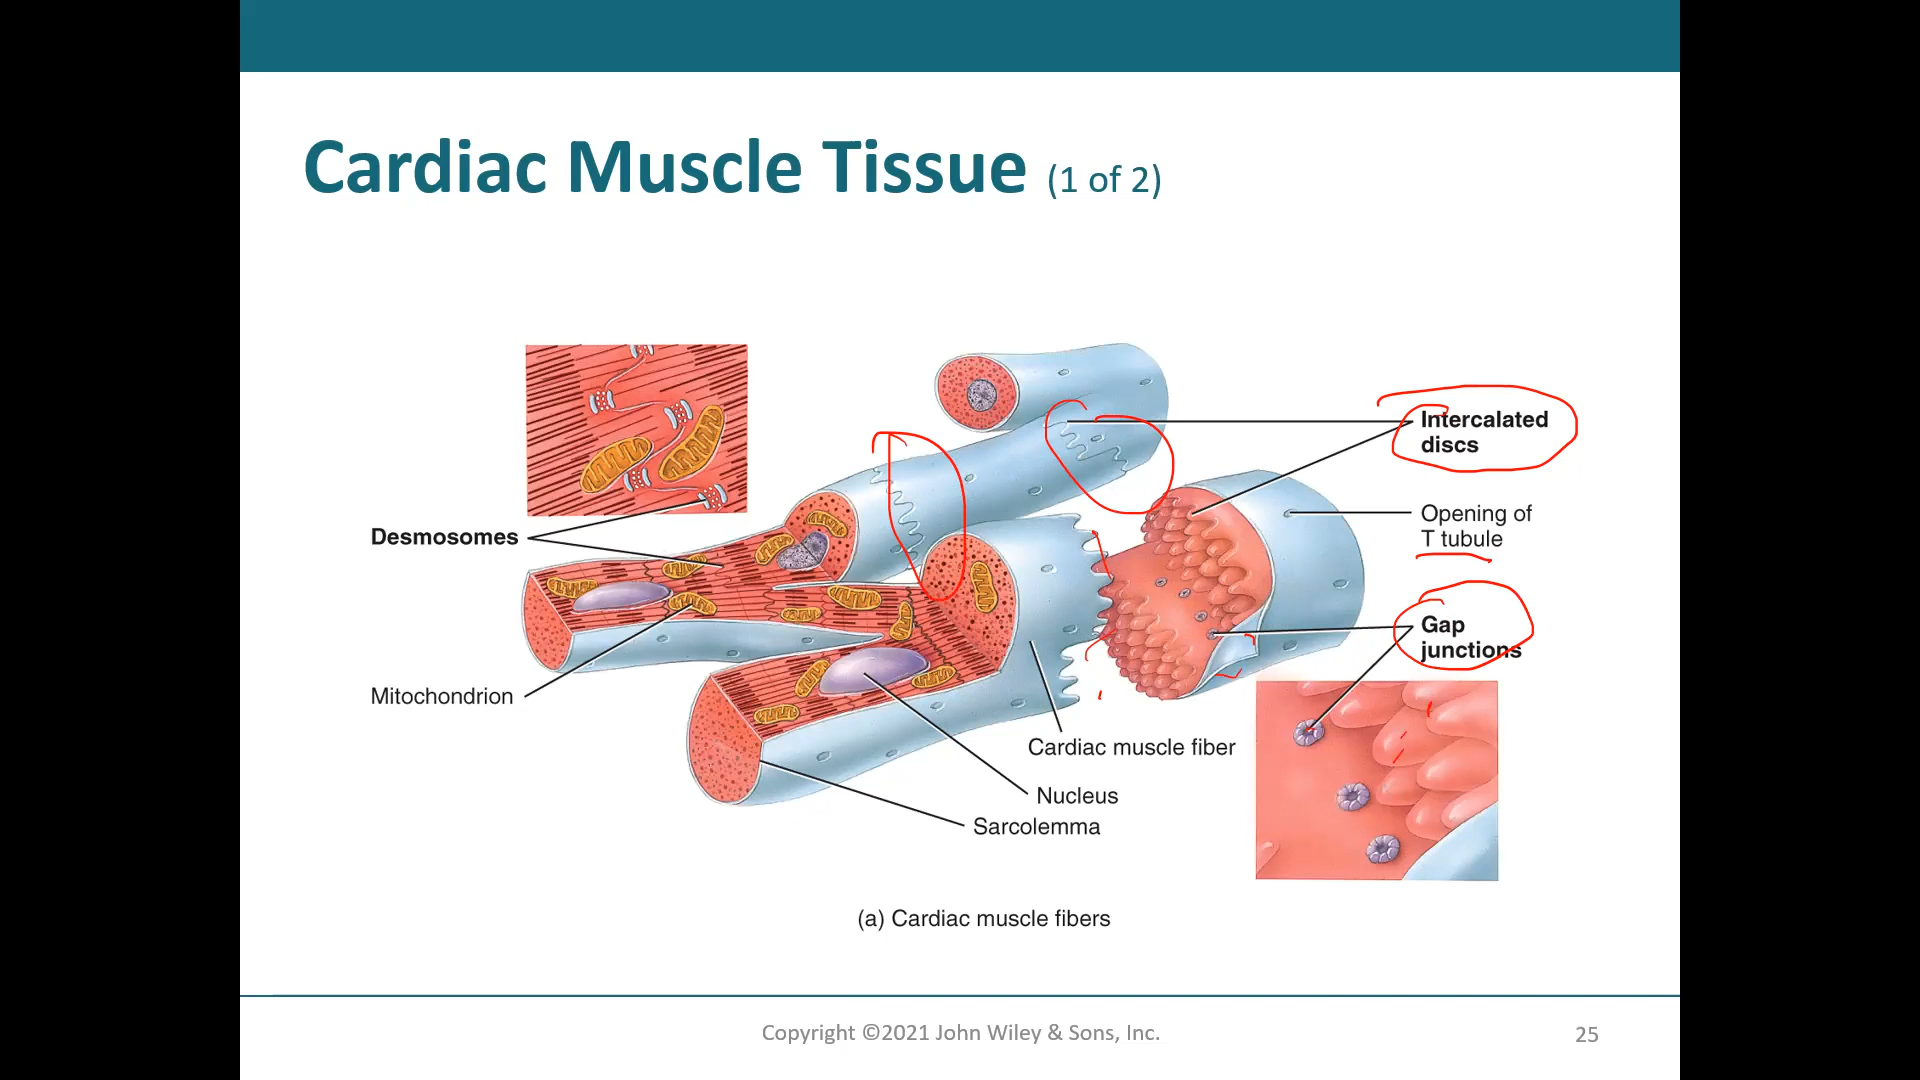 Cardiac Muscle Tissue (1 of 2)
Intercalated
discs
Opening of
T tubule
Desmosomes
Gap
junctions
Mitochondrion
Cardiac muscle fiber
Nucleus
Sarcolemma
(a) Cardiac muscle fibers
Copyright ©2021 John Wiley & Sons, Inc.
25